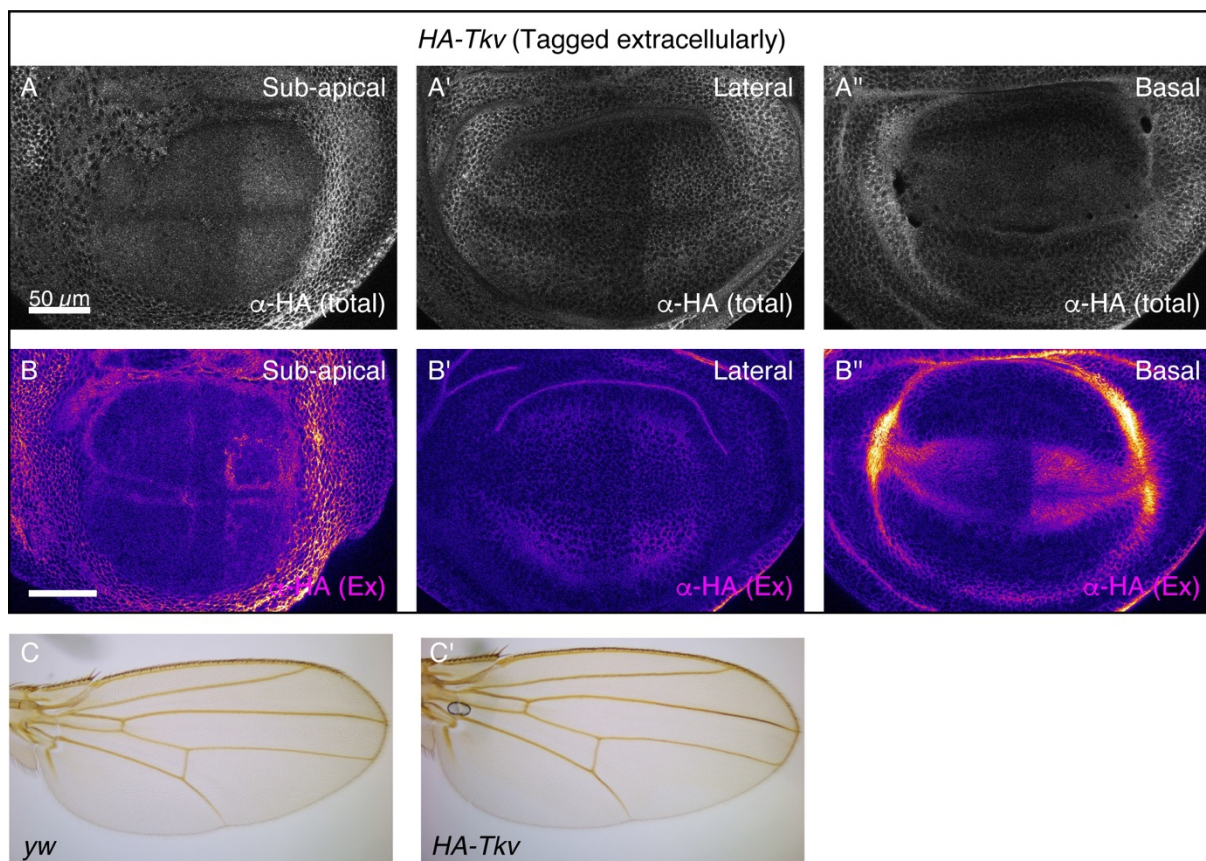 HA-Tkv (Tagged extracellularly)
A Sub-apical
50 µm α-HA (total)
A' Lateral
α-HA (total)
A" Basal
α-HA (total)
B Sub-apical
α-HA (Ex)
B' Lateral
α-HA (Ex)
B" Basal
α-HA (Ex)
C
yw
C'
HA-Tkv